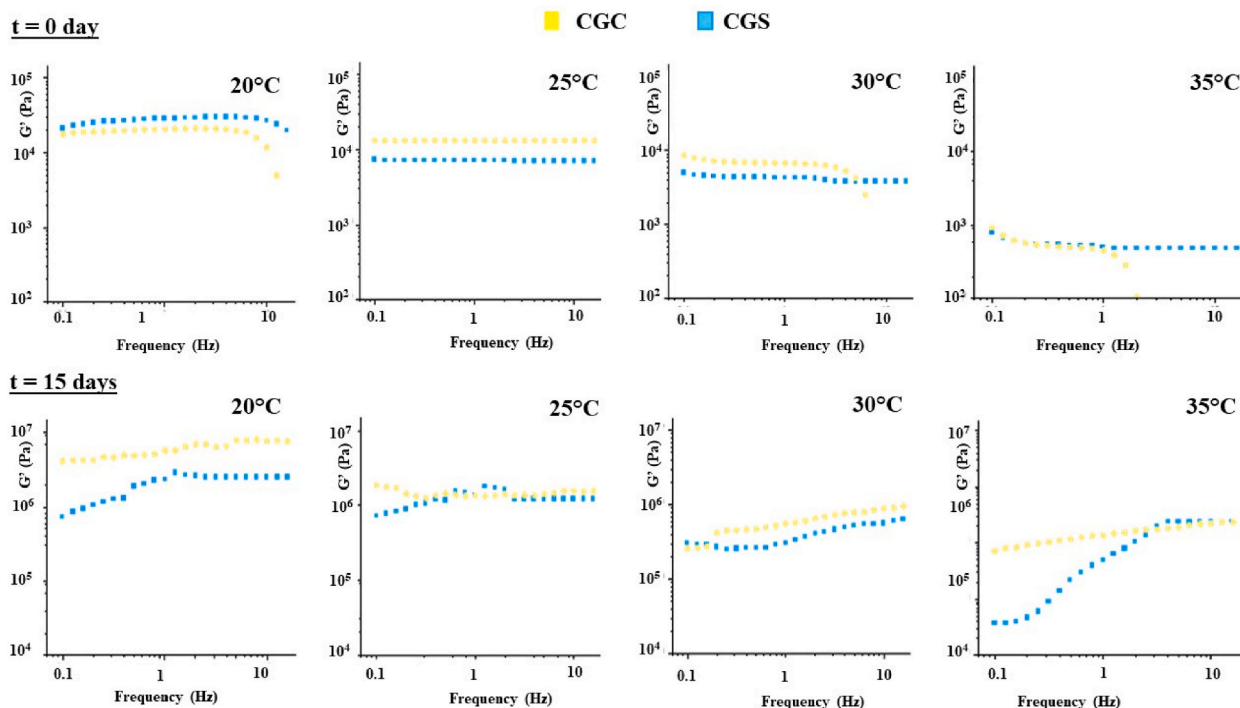 t = 0 day
CGC
CGS
20°C
G' (Pa)
10⁵
10⁴
10³
10²
0.1 1 10
Frequency (Hz)
25°C
G' (Pa)
10⁵
10⁴
10³
10²
0.1 1 10
Frequency (Hz)
30°C
G' (Pa)
10⁵
10⁴
10³
10²
0.1 1 10
Frequency (Hz)
35°C
G' (Pa)
10⁵
10⁴
10³
10²
0.1 1 10
Frequency (Hz)
t = 15 days
20°C
G' (Pa)
10⁷
10⁶
10⁵
10⁴
0.1 1 10
Frequency (Hz)
25°C
G' (Pa)
10⁷
10⁶
10⁵
10⁴
0.1 1 10
Frequency (Hz)
30°C
G' (Pa)
10⁷
10⁶
10⁵
10⁴
0.1 1 10
Frequency (Hz)
35°C
G' (Pa)
10⁷
10⁶
10⁵
10⁴
0.1 1 10
Frequency (Hz)